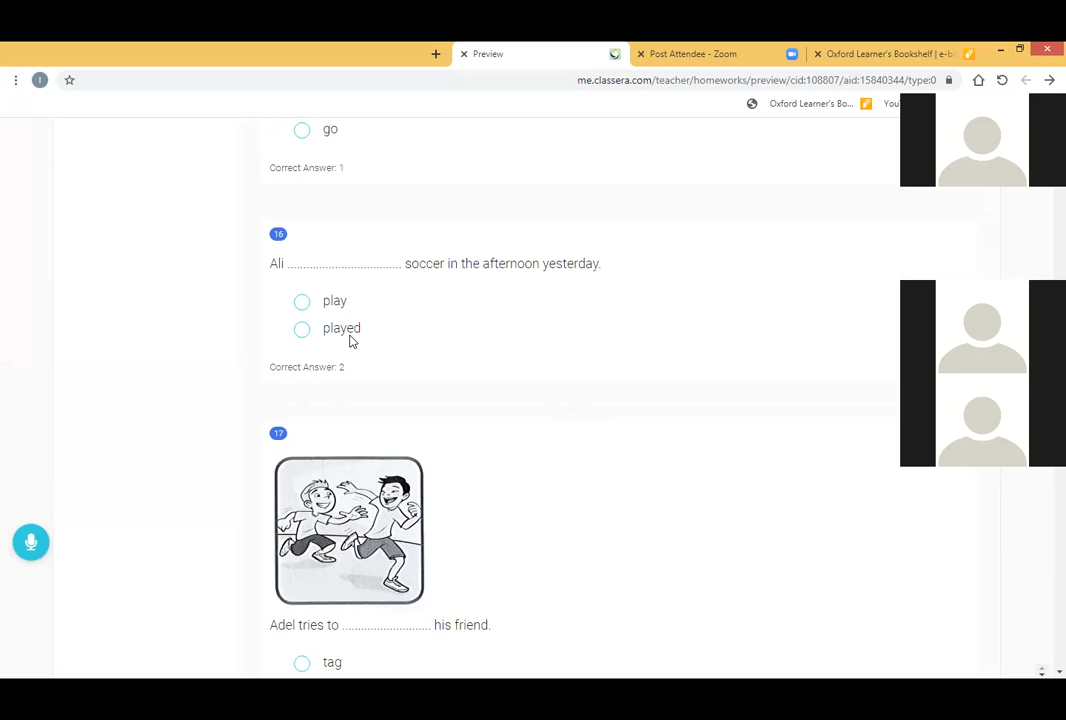 Preview
Post Attendee - Zoom
Oxford Learner's Bookshelf | e-b
I
me.classera.com/teacher/homeworks/preview/cid:108807/aid:15840344/type:0
Oxford Learner's Bo...
You
go
Correct Answer: 1
16
Ali .................................. soccer in the afternoon yesterday.
play
played
Correct Answer: 2
17
Adel tries to .......................... his friend.
tag